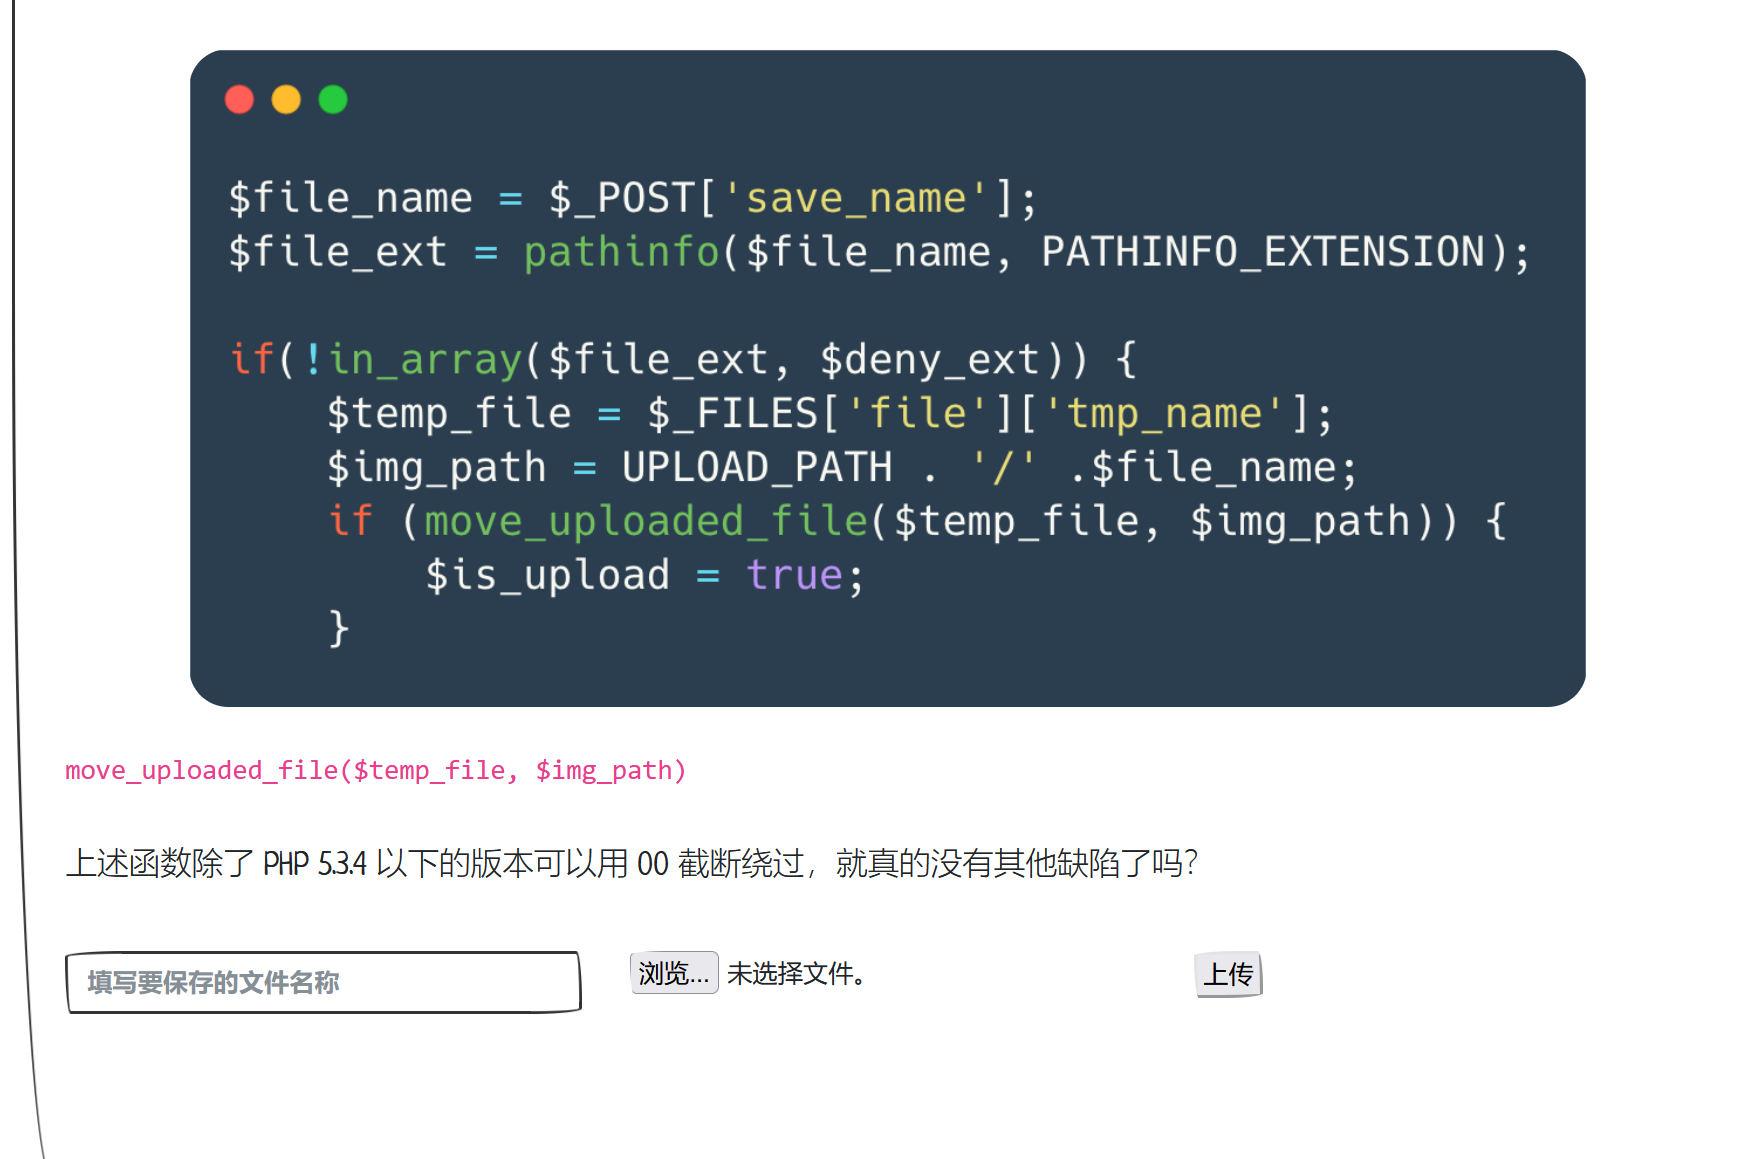 $file_name = $_POST['save_name'];
$file_ext = pathinfo($file_name, PATHINFO_EXTENSION);
if(!in_array($file_ext, $deny_ext)) {
    $temp_file = $_FILES['file']['tmp_name'];
    $img_path = UPLOAD_PATH . '/' .$file_name;
    if (move_uploaded_file($temp_file, $img_path)) {
        $is_upload = true;
    }
move_uploaded_file($temp_file, $img_path)
上述函数除了 PHP 5.3.4 以下的版本可以用 00 截断绕过，就真的没有其他缺陷了吗？
填写要保存的文件名称 浏览... 未选择文件。 上传